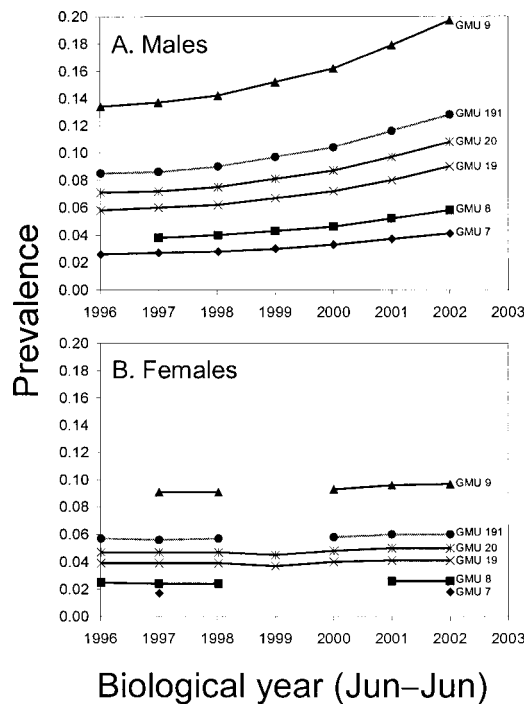 A. Males
0.20
0.18
0.16
0.14
0.12
0.10
0.08
0.06
0.04
0.02
0.00
GMU 9
GMU 191
GMU 20
GMU 19
GMU 8
GMU 7
1996 1997 1998 1999 2000 2001 2002 2003
Prevalence
B. Females
0.20
0.18
0.16
0.14
0.12
0.10
0.08
0.06
0.04
0.02
0.00
GMU 9
GMU 191
GMU 20
GMU 19
GMU 8
GMU 7
1996 1997 1998 1999 2000 2001 2002 2003
Biological year (Jun–Jun)